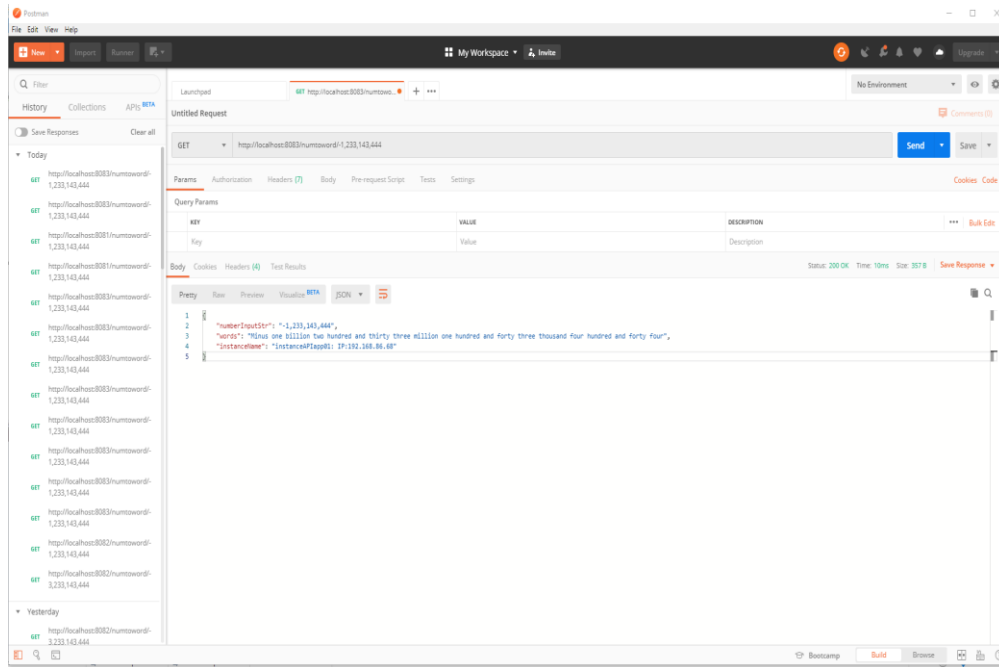 Postman
File Edit View Help
New Import Runner My Workspace Invite Upgrade
Filter
History Collections APIs BETA
Save Responses Clear all
Today
GET http://localhost:8083/numtoword/-
1,233,143,444
GET http://localhost:8083/numtoword/-
1,233,143,444
GET http://localhost:8081/numtoword/-
1,233,143,444
GET http://localhost:8081/numtoword/-
1,233,143,444
GET http://localhost:8083/numtoword/-
1,233,143,444
GET http://localhost:8083/numtoword/-
1,233,143,444
GET http://localhost:8083/numtoword/-
1,233,143,444
GET http://localhost:8083/numtoword/-
1,233,143,444
GET http://localhost:8083/numtoword/-
1,233,143,444
GET http://localhost:8083/numtoword/-
1,233,143,444
GET http://localhost:8083/numtoword/-
1,233,143,444
GET http://localhost:8083/numtoword/-
1,233,143,444
GET http://localhost:8082/numtoword/-
1,233,143,444
GET http://localhost:8082/numtoword/-
3,233,143,444
Yesterday
GET http://localhost:8082/numtoword/-
3,233,143,444
Launchpad GET http://localhost:8083/numtowo... + ••• No Environment
Untitled Request Comments (0)
GET http://localhost:8083/numtoword/-1,233,143,444 Send Save
Params Authorization Headers (7) Body Pre-request Script Tests Settings Cookies Code
Query Params
KEY VALUE DESCRIPTION ••• Bulk Edit
Key Value Description
Body Cookies Headers (4) Test Results Status: 200 OK Time: 10ms Size: 357 B Save Response
Pretty Raw Preview Visualize BETA JSON
1 {
2 "numberInputStr": "-1,233,143,444",
3 "words": "Minus one billion two hundred and thirty three million one hundred and forty three thousand four hundred and forty four",
4 "instanceName": "instanceAPIapp01: IP:192.168.86.68"
5 }
Bootcamp Build Browse